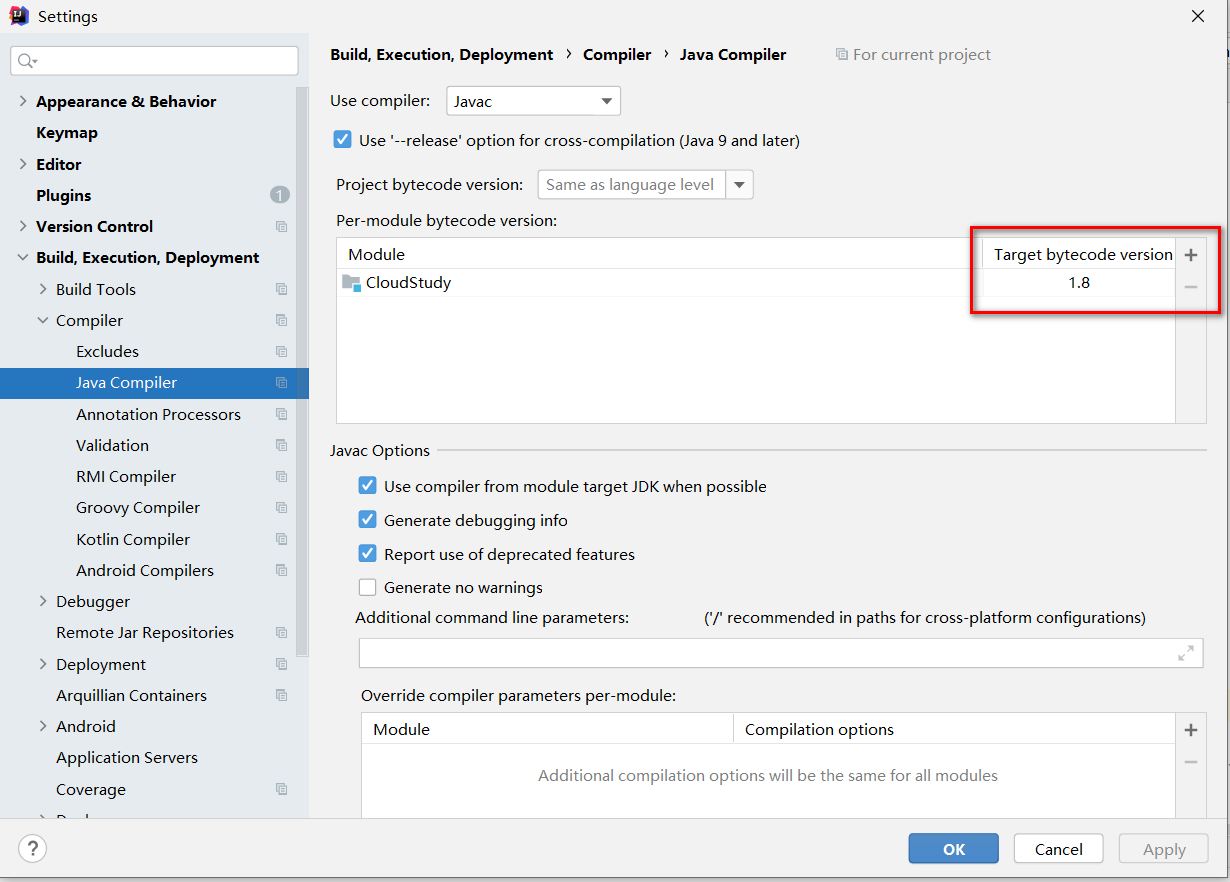 Settings
Appearance & Behavior
Keymap
Editor
Plugins
1
Version Control
Build, Execution, Deployment
Build Tools
Compiler
Excludes
Java Compiler
Annotation Processors
Validation
RMI Compiler
Groovy Compiler
Kotlin Compiler
Android Compilers
Debugger
Remote Jar Repositories
Deployment
Arquillian Containers
Android
Application Servers
Coverage
Build, Execution, Deployment › Compiler › Java Compiler For current project
Use compiler: Javac
Use '--release' option for cross-compilation (Java 9 and later)
Project bytecode version: Same as language level
Per-module bytecode version:
Module Target bytecode version
CloudStudy 1.8
Javac Options
Use compiler from module target JDK when possible
Generate debugging info
Report use of deprecated features
Generate no warnings
Additional command line parameters: ('/' recommended in paths for cross-platform configurations)
Override compiler parameters per-module:
Module Compilation options
Additional compilation options will be the same for all modules
? OK Cancel Apply